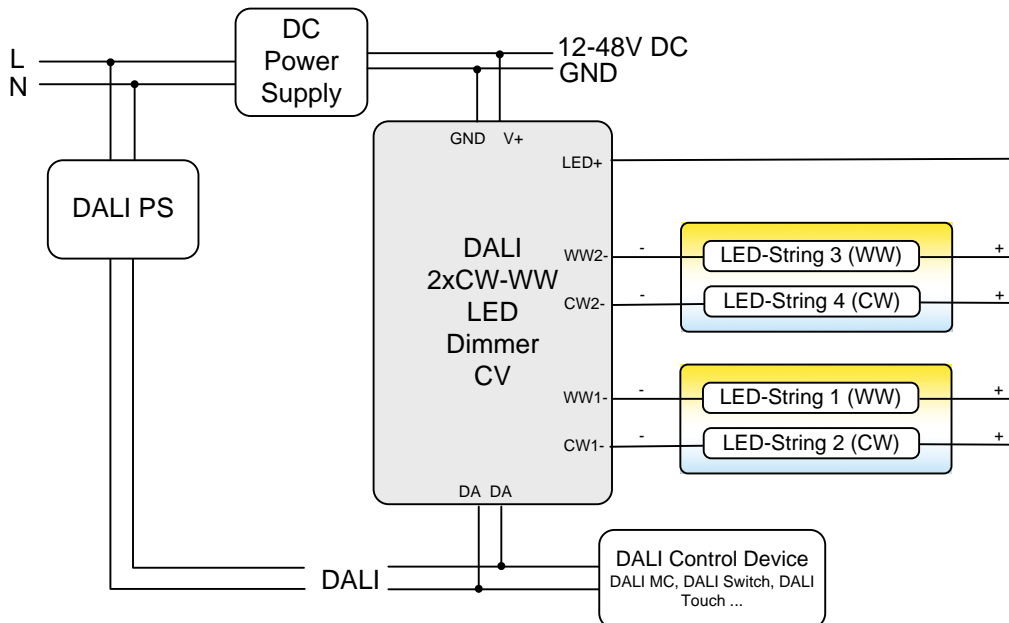 L
N
DC
Power
Supply
12-48V DC
GND
DALI PS
GND V+
LED+
DALI
2xCW-WW
LED
Dimmer
CV
WW2-
-
LED-String 3 (WW)
+
CW2-
-
LED-String 4 (CW)
+
WW1-
-
LED-String 1 (WW)
+
CW1-
-
LED-String 2 (CW)
+
DA DA
DALI
DALI Control Device
DALI MC, DALI Switch, DALI
Touch ...